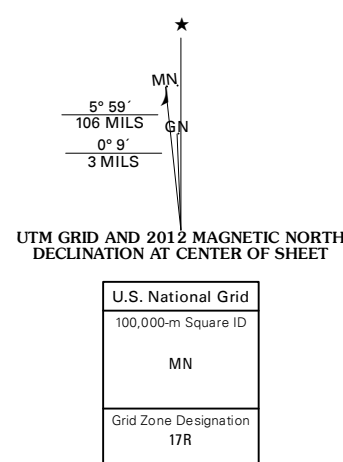 ★
MN
GN
5° 59´
106 MILS
0° 9´
3 MILS
UTM GRID AND 2012 MAGNETIC NORTH
DECLINATION AT CENTER OF SHEET
U.S. National Grid
100,000-m Square ID
MN
Grid Zone Designation
17R